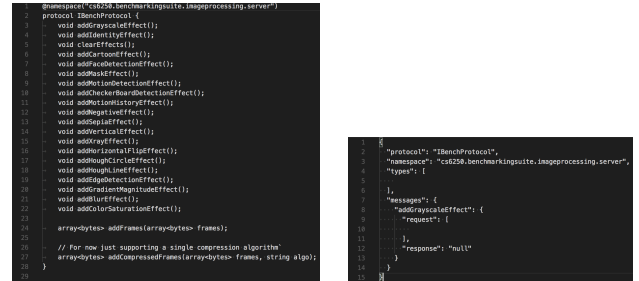 1 @namespace("cs6250.benchmarkingsuite.imageprocessing.server")
2 protocol IBenchProtocol {
3 void addGrayscaleEffect();
4 void addIdentityEffect();
5 void clearEffects();
6 void addCartoonEffect();
7 void addFaceDetectionEffect();
8 void addMaskEffect();
9 void addMotionDetectionEffect();
10 void addCheckerBoardDetectionEffect();
11 void addMotionHistoryEffect();
12 void addNegativeEffect();
13 void addSepiaEffect();
14 void addVerticalEffect();
15 void addXrayEffect();
16 void addHorizontalFlipEffect();
17 void addHoughCircleEffect();
18 void addHoughLineEffect();
19 void addEdgeDetectionEffect();
20 void addGradientMagnitudeEffect();
21 void addBlurEffect();
22 void addColorSaturationEffect();
23
24 array<bytes> addFrames(array<bytes> frames);
25
26 // For now just supporting a single compression algorithm`
27 array<bytes> addCompressedFrames(array<bytes> frames, string algo);
28 }
29
1 {
2 "protocol": "IBenchProtocol",
3 "namespace": "cs6250.benchmarkingsuite.imageprocessing.server",
4 "types": [
5
6 ],
7 "messages": {
8 "addGrayscaleEffect": {
9 "request": [
10
11 ],
12 "response": "null"
13 }
14 }
15 }